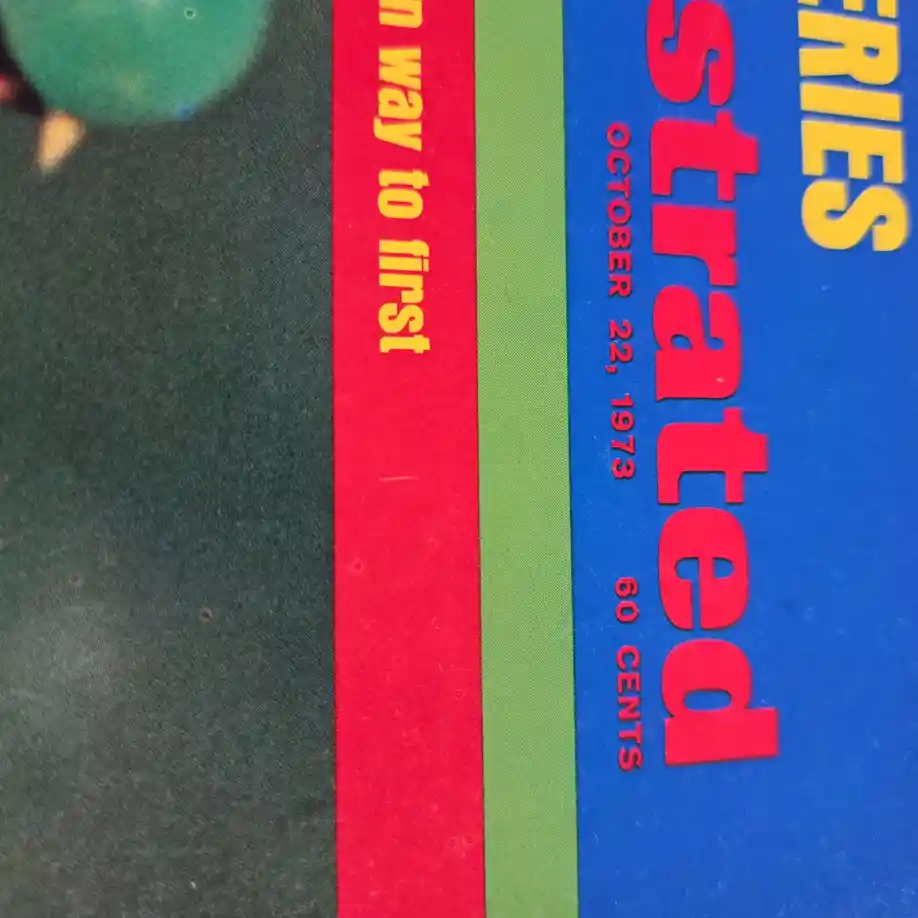 ERIES
strated
OCTOBER 22, 1973 60 CENTS
n way to first